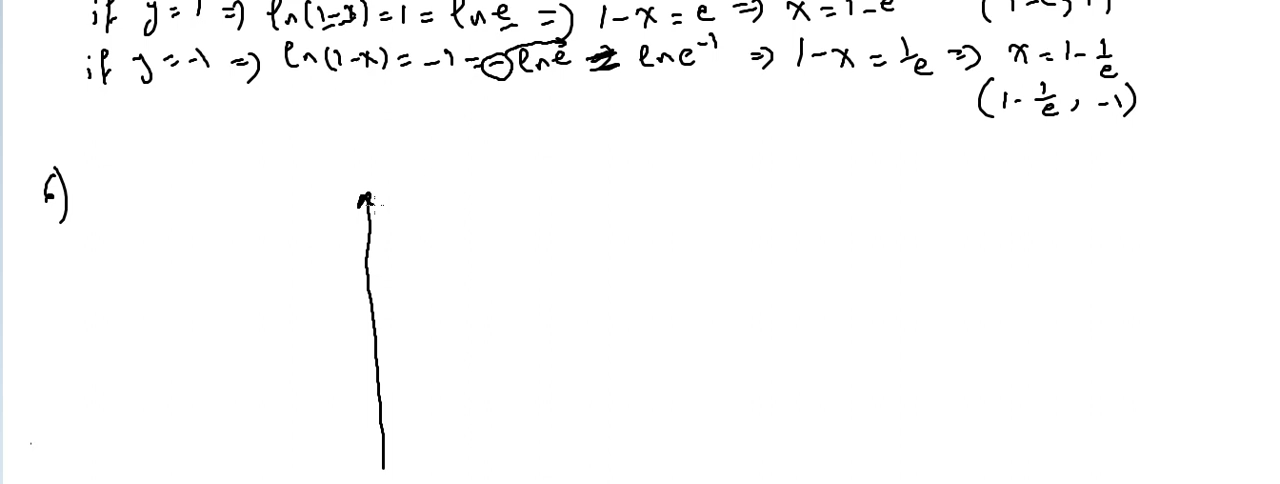 if y = 1 => ln(1-x) = 1 = ln e => 1-x = e => x = 1-e (1-e, 1)
if y = -1 => ln(1-x) = -1 = -ln e = ln e⁻¹ => 1-x = 1/e => x = 1 - 1/e
(1 - 1/e, -1)